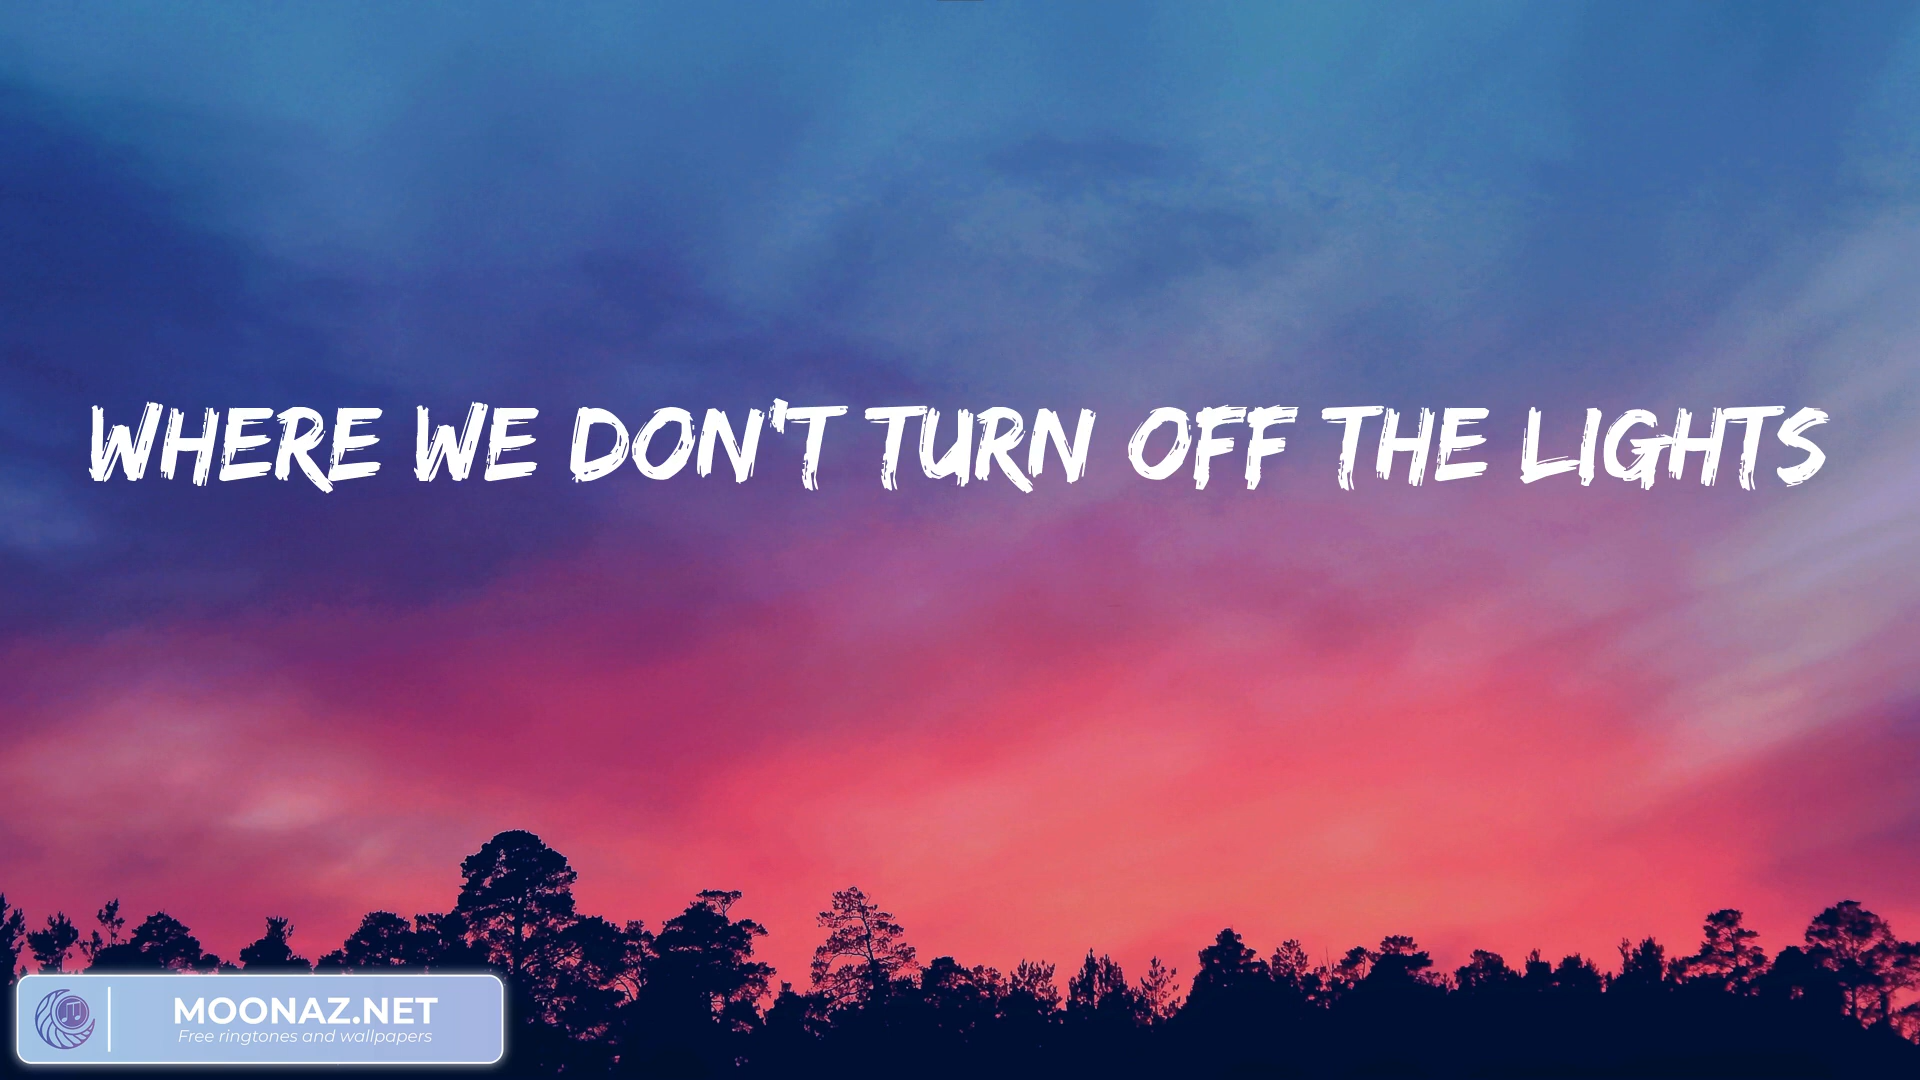 WHERE WE DON'T TURN OFF THE LIGHTS
MOONAZ.NET
Free ringtones and wallpapers